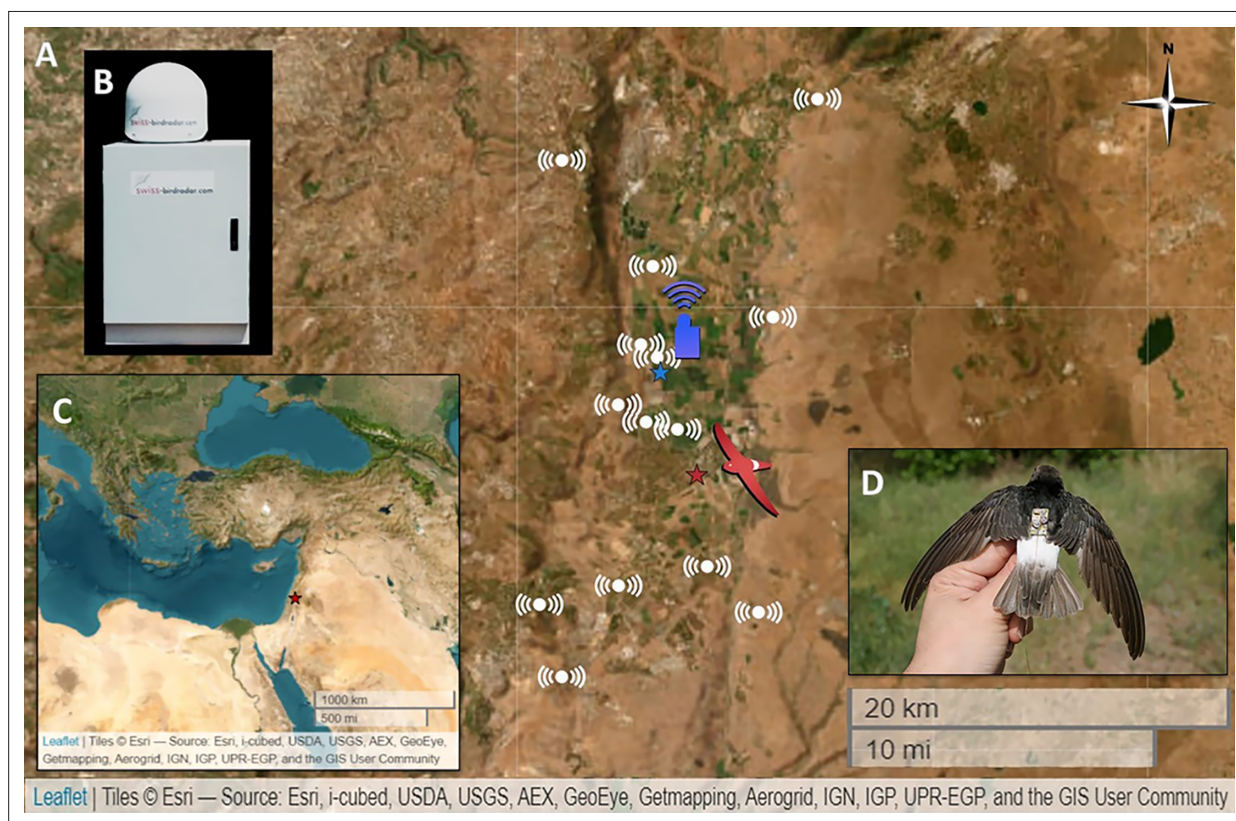 A
B
swiss-birdradar.com
swiss-birdradar.com
N
C
1000 km
500 mi
Leaflet | Tiles © Esri — Source: Esri, i-cubed, USDA, USGS, AEX, GeoEye,
Getmapping, Aerogrid, IGN, IGP, UPR-EGP, and the GIS User Community
D
20 km
10 mi
Leaflet | Tiles © Esri — Source: Esri, i-cubed, USDA, USGS, AEX, GeoEye, Getmapping, Aerogrid, IGN, IGP, UPR-EGP, and the GIS User Community